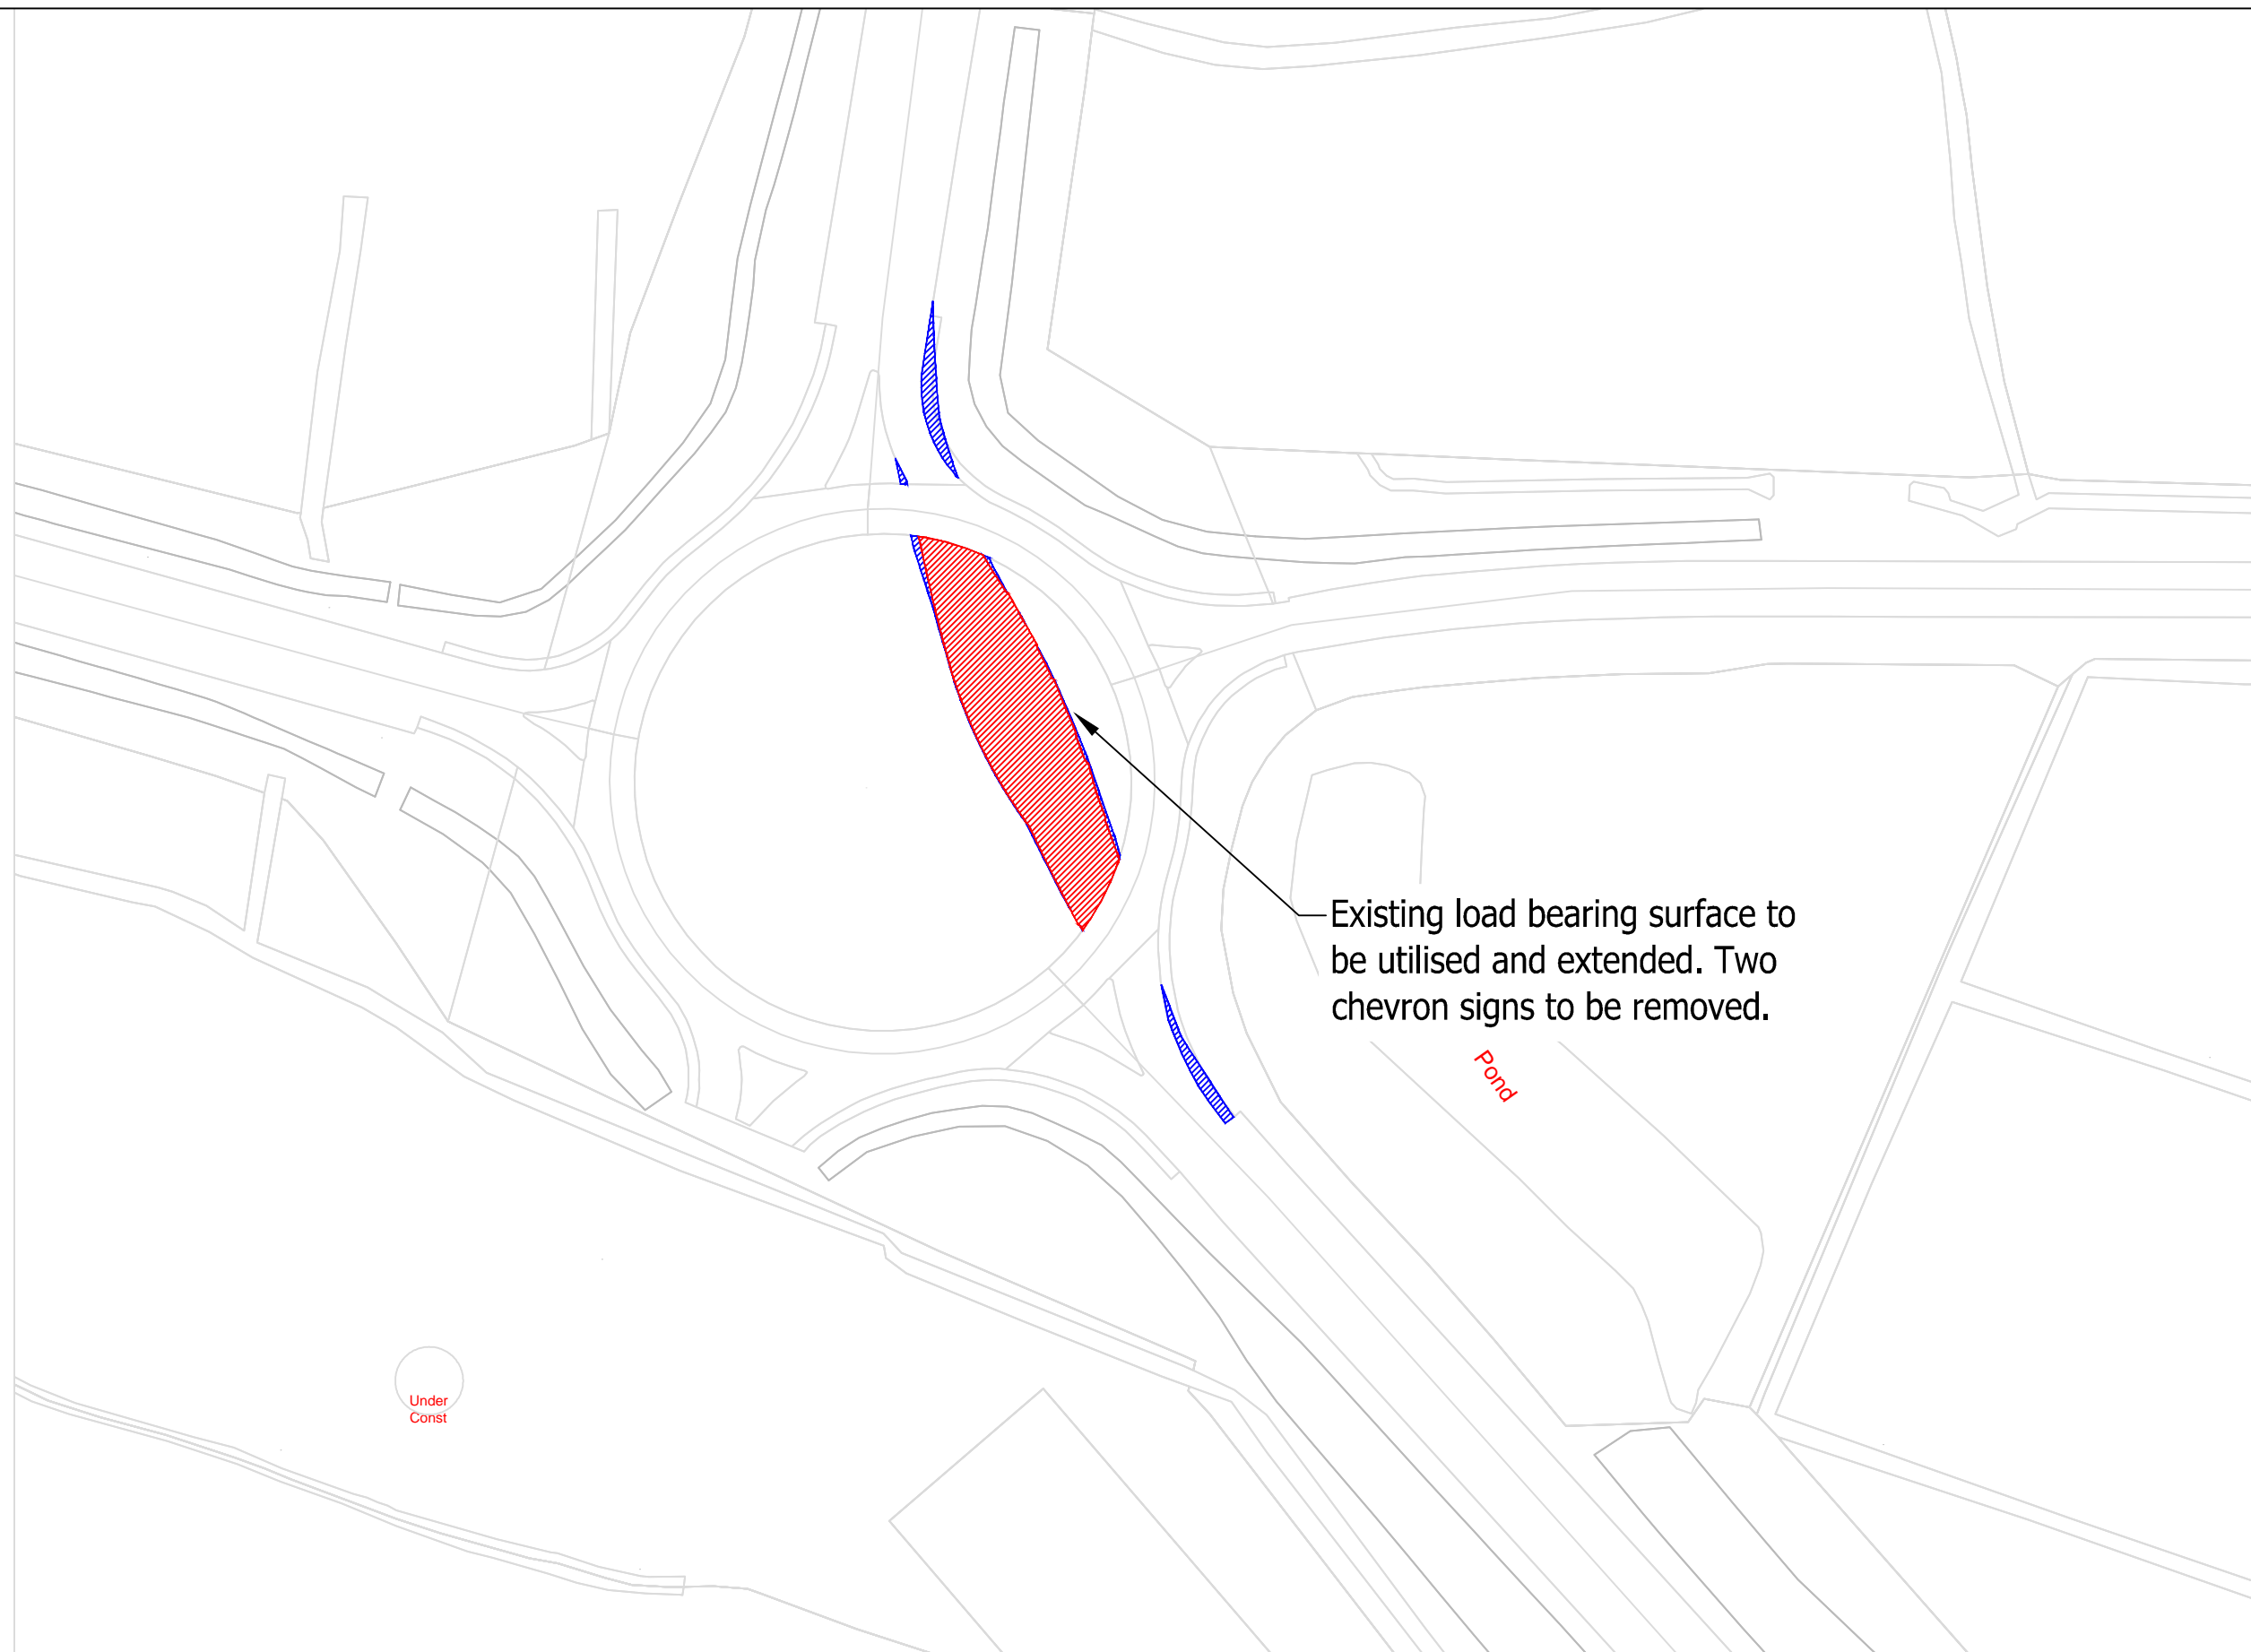 Existing load bearing surface to
be utilised and extended. Two
chevron signs to be removed.
Pond
Under
Const